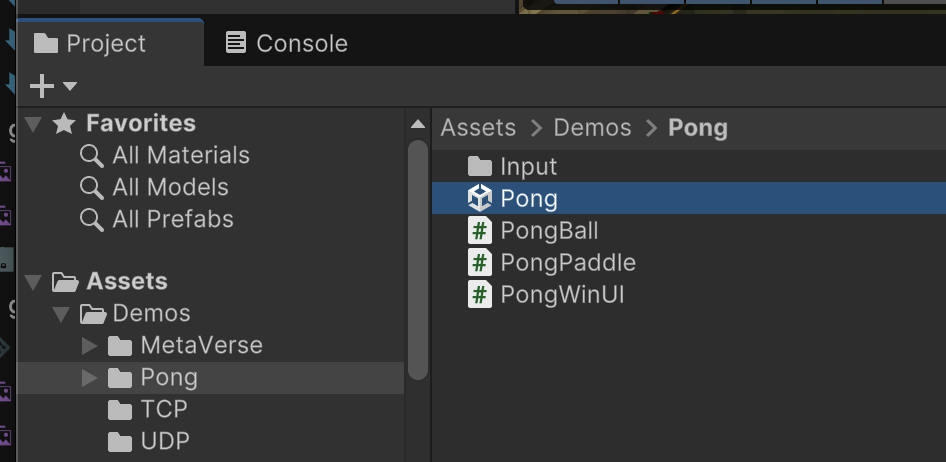 Project
Console
Favorites
All Materials
All Models
All Prefabs
Assets
Demos
MetaVerse
Pong
TCP
UDP
Assets > Demos > Pong
Input
Pong
PongBall
PongPaddle
PongWinUI